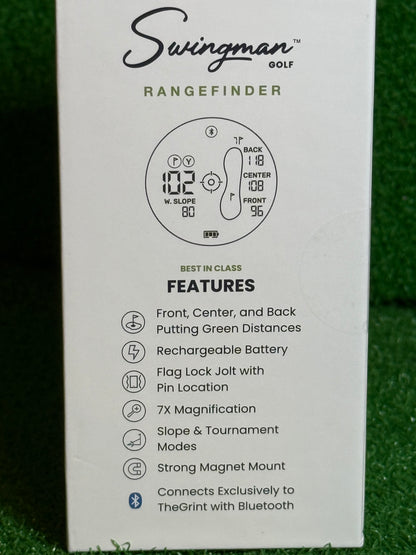 Swingman™
GOLF
RANGEFINDER
7
BACK
118
Y
102
CENTER
108
W. SLOPE
80
FRONT
96
BEST IN CLASS
FEATURES
Front, Center, and Back
Putting Green Distances
Rechargeable Battery
Flag Lock Jolt with
Pin Location
7X Magnification
Slope & Tournament
Modes
Strong Magnet Mount
Connects Exclusively to
TheGrint with Bluetooth